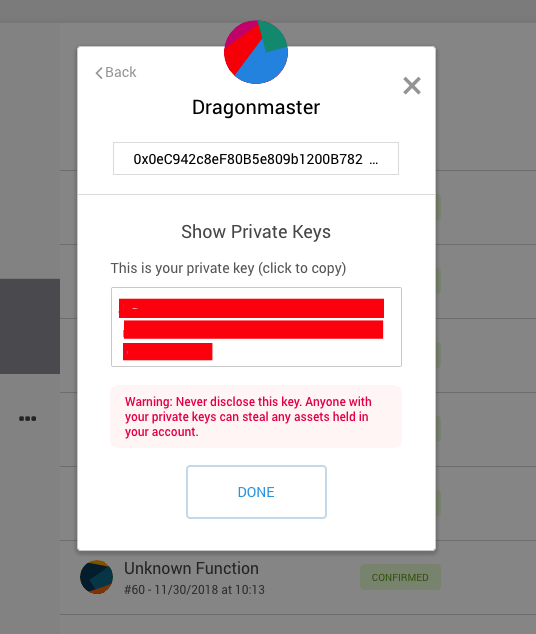 Back
Dragonmaster
0x0eC942c8eF80B5e809b1200B782 ...
Show Private Keys
This is your private key (click to copy)
Warning: Never disclose this key. Anyone with
your private keys can steal any assets held in
your account.
DONE
Unknown Function
#60 - 11/30/2018 at 10:13
CONFIRMED